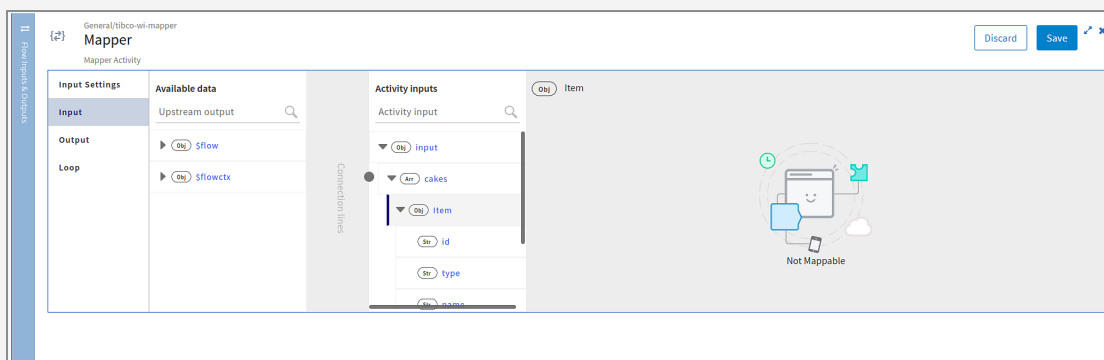 Flow Inputs & Outputs
General/tibco-wi-mapper
Mapper
Mapper Activity
Discard
Save
Input Settings
Input
Output
Loop
Available data
Upstream output
Obj $flow
Obj $flowctx
Connection lines
Activity inputs
Activity input
Obj input
Arr cakes
Obj Item
Str id
Str type
Str name
Obj Item
Not Mappable